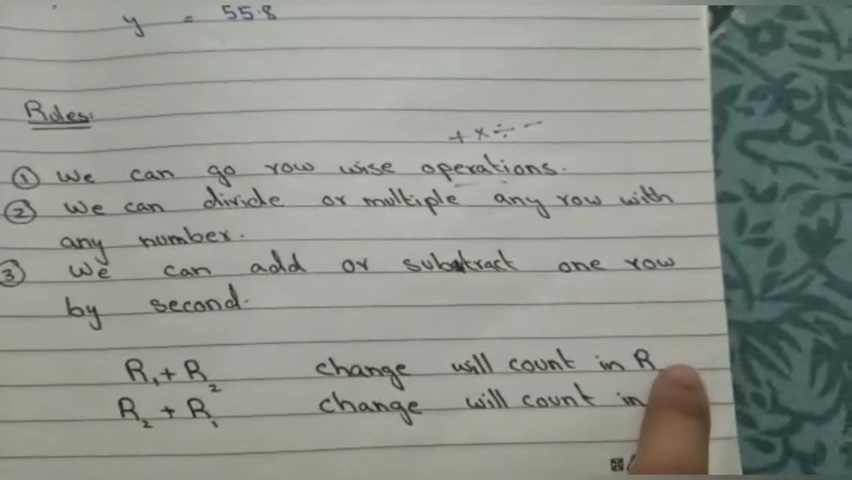 y = 55.8
Rules:
+ × ÷ −
① We can go row wise operations.
② We can divide or multiple any row with
any number.
③ We can add or subtract one row
by second.
R₁ + R₂ change will count in R
R₂ + R₁ change will count in